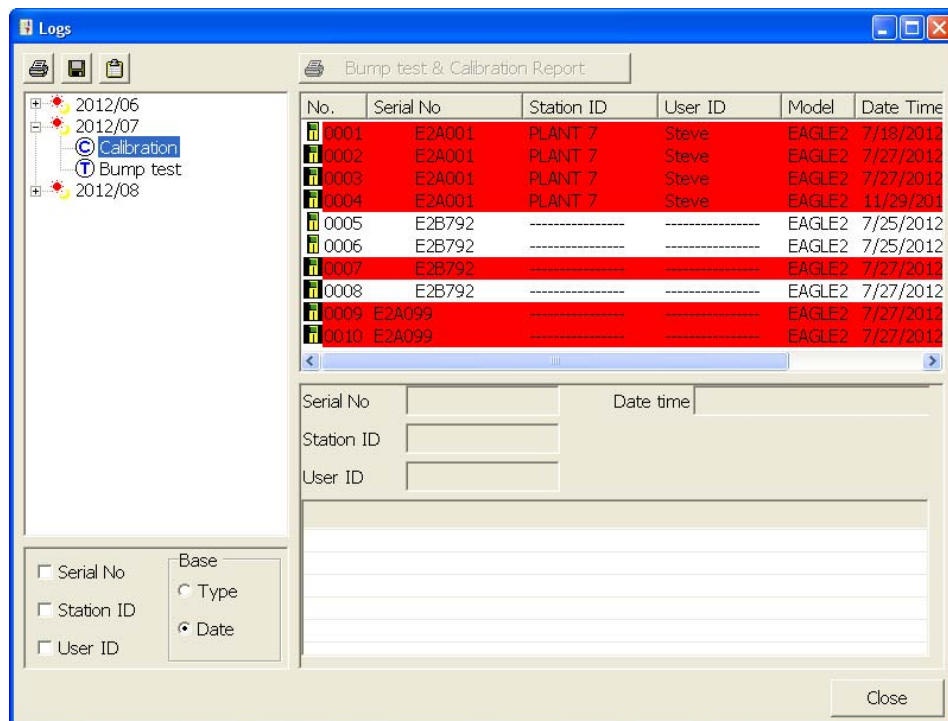 Logs
Bump test & Calibration Report
2012/06
2012/07
C Calibration
T Bump test
2012/08
No. Serial No Station ID User ID Model Date Time
0001 E2A001 PLANT 7 Steve EAGLE2 7/18/2012
0002 E2A001 PLANT 7 Steve EAGLE2 7/27/2012
0003 E2A001 PLANT 7 Steve EAGLE2 7/27/2012
0004 E2A001 PLANT 7 Steve EAGLE2 11/29/201
0005 E2B792 ---------------- ---------------- EAGLE2 7/25/2012
0006 E2B792 ---------------- ---------------- EAGLE2 7/25/2012
0007 E2B792 ---------------- ---------------- EAGLE2 7/27/2012
0008 E2B792 ---------------- ---------------- EAGLE2 7/27/2012
0009 E2A099 ---------------- ---------------- EAGLE2 7/27/2012
0010 E2A099 ---------------- ---------------- EAGLE2 7/27/2012
Serial No Date time
Station ID
User ID
Serial No
Station ID
User ID
Base
Type
Date
Close